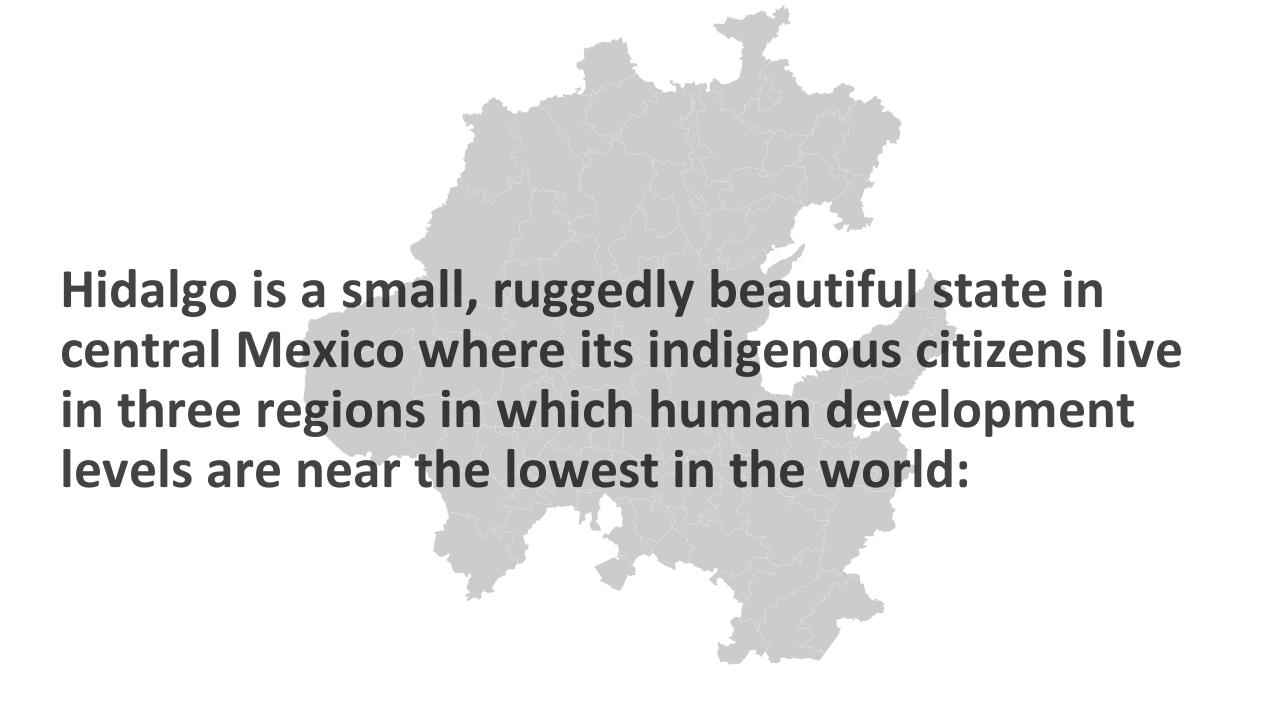 Hidalgo is a small, ruggedly beautiful state in
central Mexico where its indigenous citizens live
in three regions in which human development
levels are near the lowest in the world: